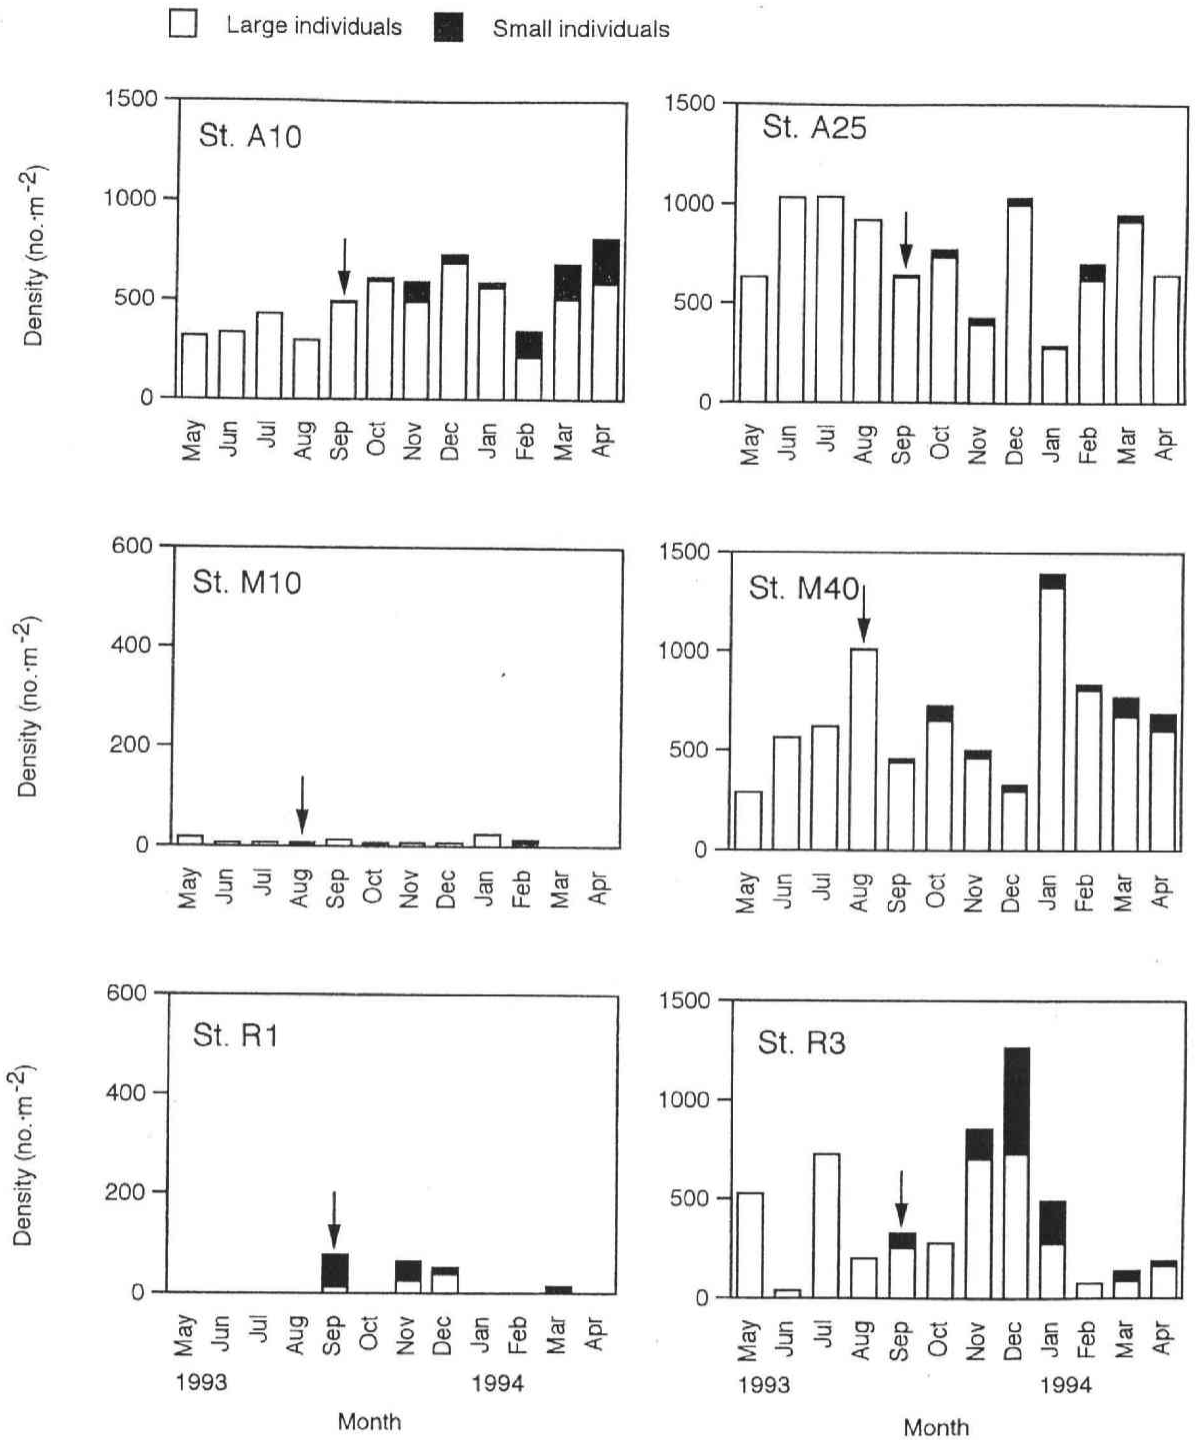 Large individuals Small individuals
St. A10
Density (no.·m-2)
1500
1000
500
0
May Jun Jul Aug Sep Oct Nov Dec Jan Feb Mar Apr
St. A25
1500
1000
500
0
May Jun Jul Aug Sep Oct Nov Dec Jan Feb Mar Apr
St. M10
Density (no.·m-2)
600
400
200
0
May Jun Jul Aug Sep Oct Nov Dec Jan Feb Mar Apr
St. M40
1500
1000
500
0
May Jun Jul Aug Sep Oct Nov Dec Jan Feb Mar Apr
St. R1
Density (no.·m-2)
600
400
200
0
May Jun Jul Aug Sep Oct Nov Dec Jan Feb Mar Apr
1993 1994
Month
St. R3
1500
1000
500
0
May Jun Jul Aug Sep Oct Nov Dec Jan Feb Mar Apr
1993 1994
Month